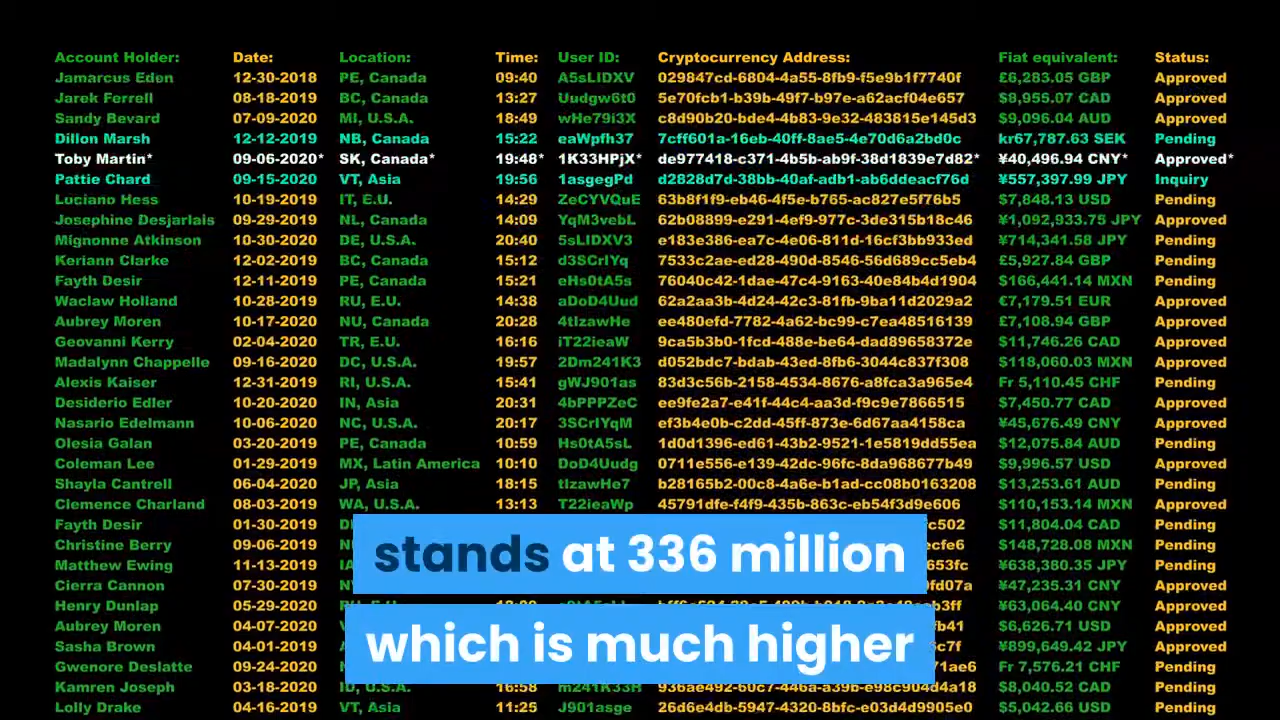 Account Holder: Date: Location: Time: User ID: Cryptocurrency Address: Fiat equivalent: Status:
Jamarcus Eden 12-30-2018 PE, Canada 09:40 A5sLIDXV 029847cd-6804-4a55-8fb9-f5e9b1f7740f £6,283.05 GBP Approved
Jarek Ferrell 08-18-2019 BC, Canada 13:27 Uudgw6t0 5e70fcb1-b39b-49f7-b97e-a62acf04e657 $8,955.07 CAD Approved
Sandy Bevard 07-09-2020 MI, U.S.A. 18:49 wHe79i3X c8d90b20-bde4-4b83-9e32-483815e145d3 $9,096.04 AUD Approved
Dillon Marsh 12-12-2019 NB, Canada 15:22 eaWpfh37 7cff601a-16eb-40ff-8ae5-4e70d6a2bd0c kr67,787.63 SEK Pending
Toby Martin* 09-06-2020* SK, Canada* 19:48* 1K33HPjX* de977418-c371-4b5b-ab9f-38d1839e7d82* ¥40,496.94 CNY* Approved*
Pattie Chard 09-15-2020 VT, Asia 19:56 1asgegPd d2828d7d-38bb-40af-adb1-ab6ddeacf76d ¥557,397.99 JPY Inquiry
Luciano Hess 10-19-2019 IT, E.U. 14:29 ZeCYVQuE 63b8f1f9-eb46-4f5e-b765-ac827e5f76b5 $7,848.13 USD Pending
Josephine Desjarlais 09-29-2019 NL, Canada 14:09 YqM3vebL 62b08899-e291-4ef9-977c-3de315b18c46 ¥1,092,933.75 JPY Approved
Mignonne Atkinson 10-30-2020 DE, U.S.A. 20:40 5sLIDXV3 e183e386-ea7c-4e06-811d-16cf3bb933ed ¥714,341.58 JPY Pending
Keriann Clarke 12-02-2019 BC, Canada 15:12 d3SCrIYq 7533c2ae-ed28-490d-8546-56d689cc5eb4 £5,927.84 GBP Pending
Fayth Desir 12-11-2019 PE, Canada 15:21 eHs0tA5s 76040c42-1dae-47c4-9163-40e84b4d1904 $166,441.14 MXN Pending
Waclaw Holland 10-28-2019 RU, E.U. 14:38 aDoD4Uud 62a2aa3b-4d24-42c3-81fb-9ba11d2029a2 €7,179.51 EUR Approved
Aubrey Moren 10-17-2020 NU, Canada 20:28 4tIzawHe ee480efd-7782-4a62-bc99-c7ea48516139 £7,108.94 GBP Approved
Geovanni Kerry 02-04-2020 TR, E.U. 16:16 iT22ieaW 9ca5b3b0-1fcd-488e-be64-dad89658372e $11,746.26 CAD Approved
Madalynn Chappelle 09-16-2020 DC, U.S.A. 19:57 2Dm241K3 d052bdc7-bdab-43ed-8fb6-3044c837f308 $118,060.03 MXN Approved
Alexis Kaiser 12-31-2019 RI, U.S.A. 15:41 gWJ901as 83d3c56b-2158-4534-8676-a8fca3a965e4 Fr 5,110.45 CHF Pending
Desiderio Edler 10-20-2020 IN, Asia 20:31 4bPPPZeC ee9fe2a7-e41f-44c4-aa3d-f9c9e7866515 $7,450.77 CAD Approved
Nasario Edelmann 10-06-2020 NC, U.S.A. 20:17 3SCrIYqM ef3b4e0b-c2dd-45ff-873e-6d67aa4158ca ¥45,676.49 CNY Approved
Olesia Galan 03-20-2019 PE, Canada 10:59 Hs0tA5sL 1d0d1396-ed61-43b2-9521-1e5819dd55ea $12,075.84 AUD Pending
Coleman Lee 01-29-2019 MX, Latin America 10:10 DoD4Uudg 0711e556-e139-42dc-96fc-8da968677b49 $9,996.57 USD Approved
Shayla Cantrell 06-04-2020 JP, Asia 18:15 tIzawHe7 b28165b2-00c8-4a6e-b1ad-cc08b0163208 $13,253.61 AUD Pending
Clemence Charland 08-03-2019 WA, U.S.A. 13:13 T22ieaWp 45791dfe-f4f9-435b-863c-eb54f3d9e606 $110,153.14 MXN Approved
Fayth Desir 01-30-2019 c502 $11,804.04 CAD Pending
Christine Berry 09-06-2019 ecfe6 $148,728.08 MXN Pending
stands at 336 million
Matthew Ewing 11-13-2019 653fc ¥638,380.35 JPY Pending
Cierra Cannon 07-30-2019 fd07a ¥47,235.31 CNY Approved
Henry Dunlap 05-29-2020 b3ff ¥63,064.40 CNY Approved
Aubrey Moren 04-07-2020 fb41 $6,626.71 USD Approved
which is much higher
Sasha Brown 04-01-2019 6c7f ¥899,649.42 JPY Pending
Gwenore Deslatte 09-24-2020 71ae6 Fr 7,576.21 CHF Pending
Kamren Joseph 03-18-2020 ID, U.S.A. 16:58 m241K33H 936ae492-60c7-446a-a39b-e98c904d4a18 $8,040.52 CAD Pending
Lolly Drake 04-16-2019 VT, Asia 11:25 J901asge 26d6e4db-5947-4320-8bfc-e03d4d9905e0 $5,042.66 USD Pending